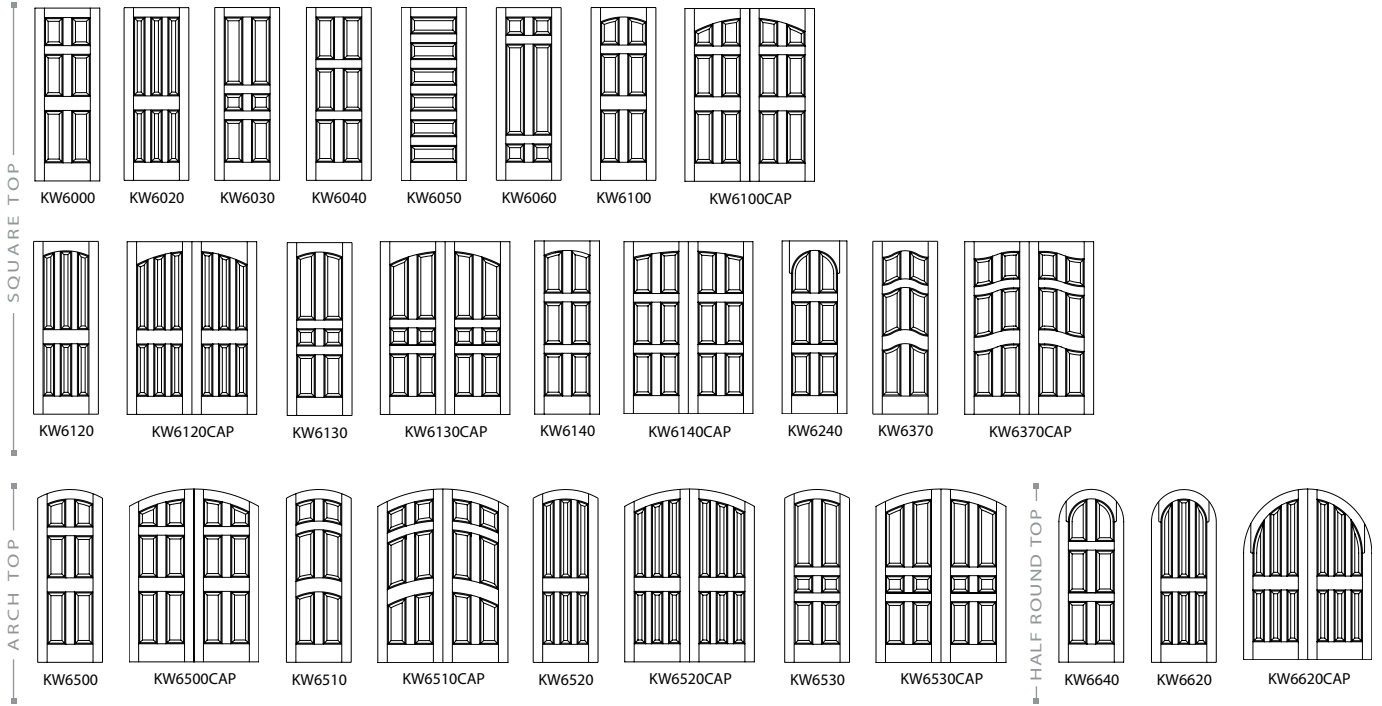 SQUARE TOP
KW6000 KW6020 KW6030 KW6040 KW6050 KW6060 KW6100 KW6100CAP
KW6120 KW6120CAP KW6130 KW6130CAP KW6140 KW6140CAP KW6240 KW6370 KW6370CAP
ARCH TOP
KW6500 KW6500CAP KW6510 KW6510CAP KW6520 KW6520CAP KW6530 KW6530CAP
HALF ROUND TOP
KW6640 KW6620 KW6620CAP